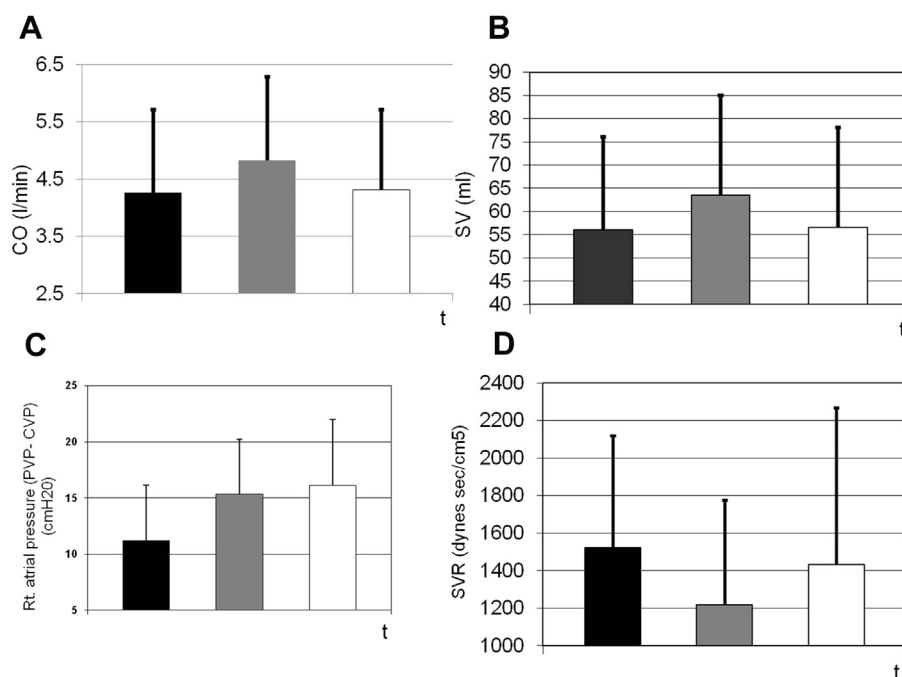 A
CO (l/min)
6.5
5.5
4.5
3.5
2.5
t
B
SV (ml)
90
85
80
75
70
65
60
55
50
45
40
t
C
Rt. atrial pressure (PVP- CVP)
(cmH20)
25
20
15
10
5
t
D
SVR (dynes sec/cm5)
2400
2200
2000
1800
1600
1400
1200
1000
t